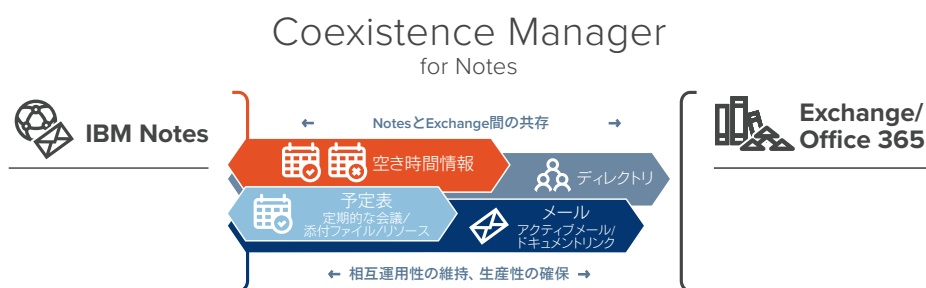 Coexistence Manager
for Notes
IBM Notes
← NotesとExchange間の共存 →
Exchange/
Office 365
空き時間情報
ディレクトリ
予定表
定期的な会議/
添付ファイル/リソース
メール
アクティブメール/
ドキュメントリンク
← 相互運用性の維持、生産性の確保 →